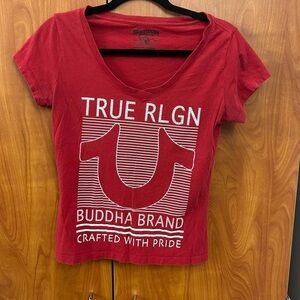 TRUE RLGN
BUDDHA BRAND
CRAFTED WITH PRIDE